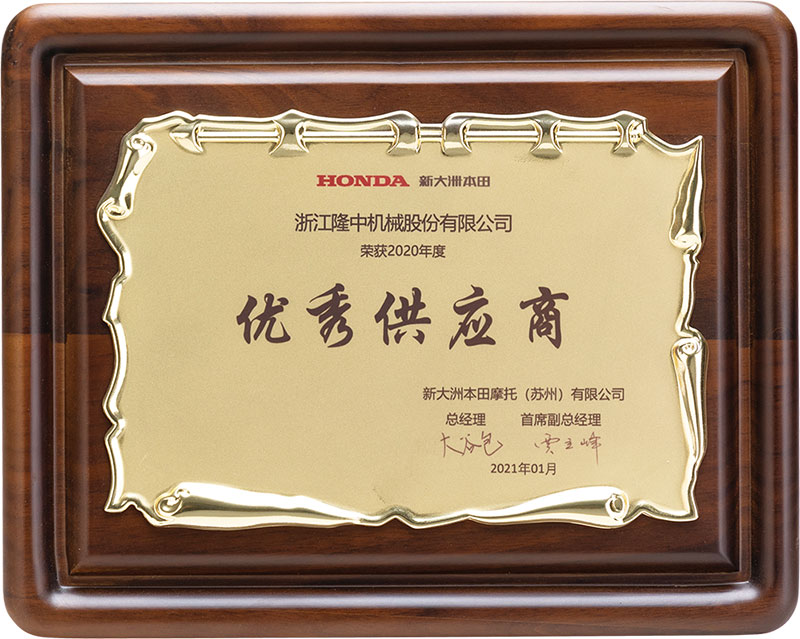 HONDA 新大洲本田
浙江隆中机械股份有限公司
荣获2020年度
优秀供应商
新大洲本田摩托（苏州）有限公司
总经理 首席副总经理
2021年01月